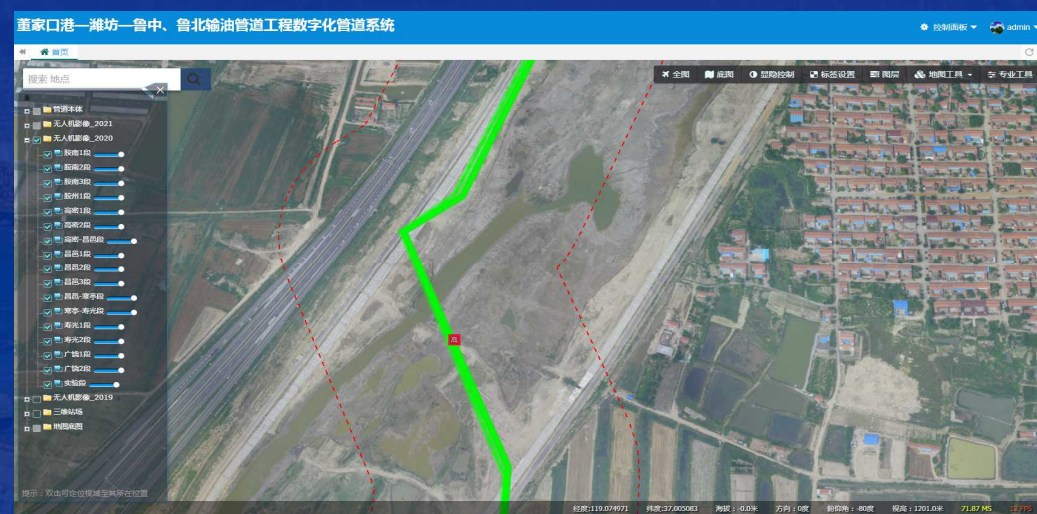 董家口港—潍坊—鲁中、鲁北输油管道工程数字化管道系统
控制面板 admin
首页
搜索 地点
全图 底图 显隐控制 标签设置 图层 地图工具 专业工具
管道本体
无人机影像_2021
无人机影像_2020
胶南1段
胶南2段
胶南3段
胶州1段
高密1段
高密2段
高密-昌邑段
昌邑1段
昌邑2段
昌邑3段
昌邑-寒亭段
寒亭-寿光段
寿光1段
寿光2段
广饶1段
广饶2段
实验段
无人机影像_2019
三维站场
地图底图
高
提示：双击可定位视域至其所在位置
经度:119.074971 纬度:37.005083 海拔：-0.0米 方向：0度 俯仰角：-80度 视高：1201.0米 71.87 MS 12 FPS